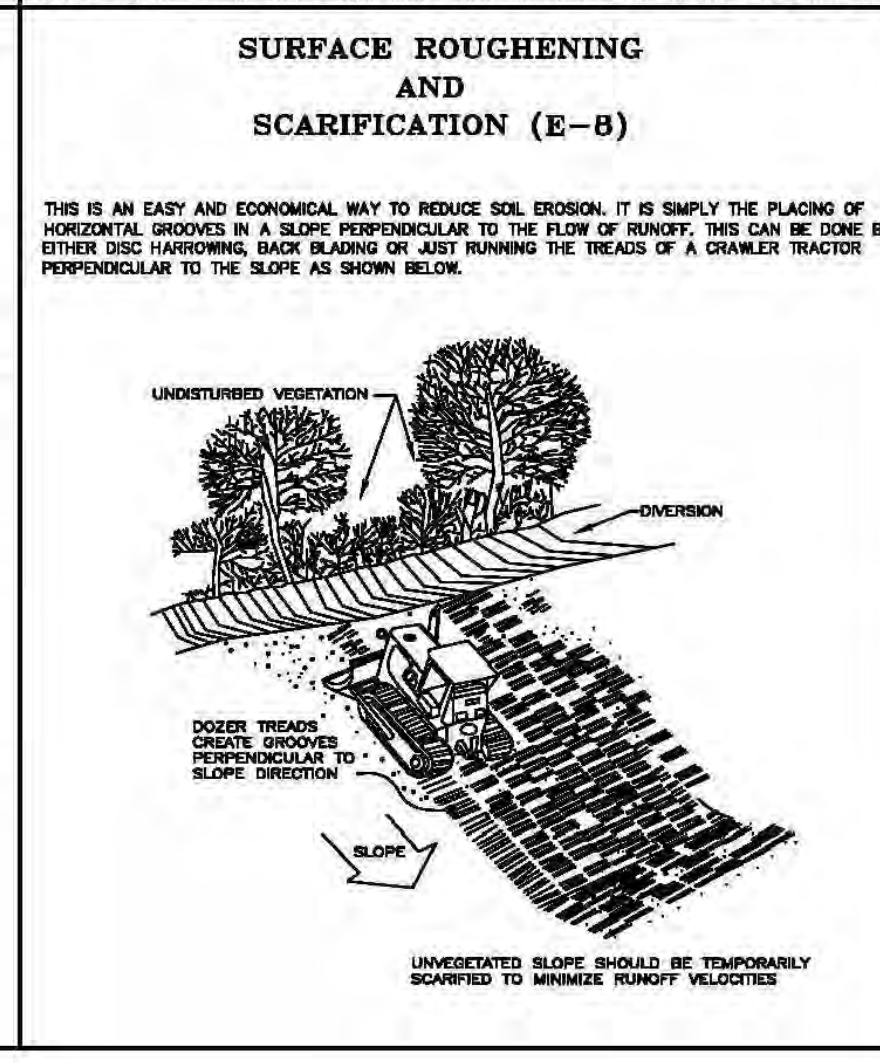 SURFACE ROUGHENING
AND
SCARIFICATION (E-8)
THIS IS AN EASY AND ECONOMICAL WAY TO REDUCE SOIL EROSION. IT IS SIMPLY THE PLACING OF
HORIZONTAL GROOVES IN A SLOPE PERPENDICULAR TO THE FLOW OF RUNOFF. THIS CAN BE DONE
EITHER DISC HARROWING, BACK BLADING OR JUST RUNNING THE TREADS OF A CRAWLER TRACTOR
PERPENDICULAR TO THE SLOPE AS SHOWN BELOW.
UNDISTURBED VEGETATION
DIVERSION
DOZER TREADS
CREATE GROOVES
PERPENDICULAR TO
SLOPE DIRECTION
SLOPE
UNVEGETATED SLOPE SHOULD BE TEMPORARILY
SCARIFIED TO MINIMIZE RUNOFF VELOCITIES